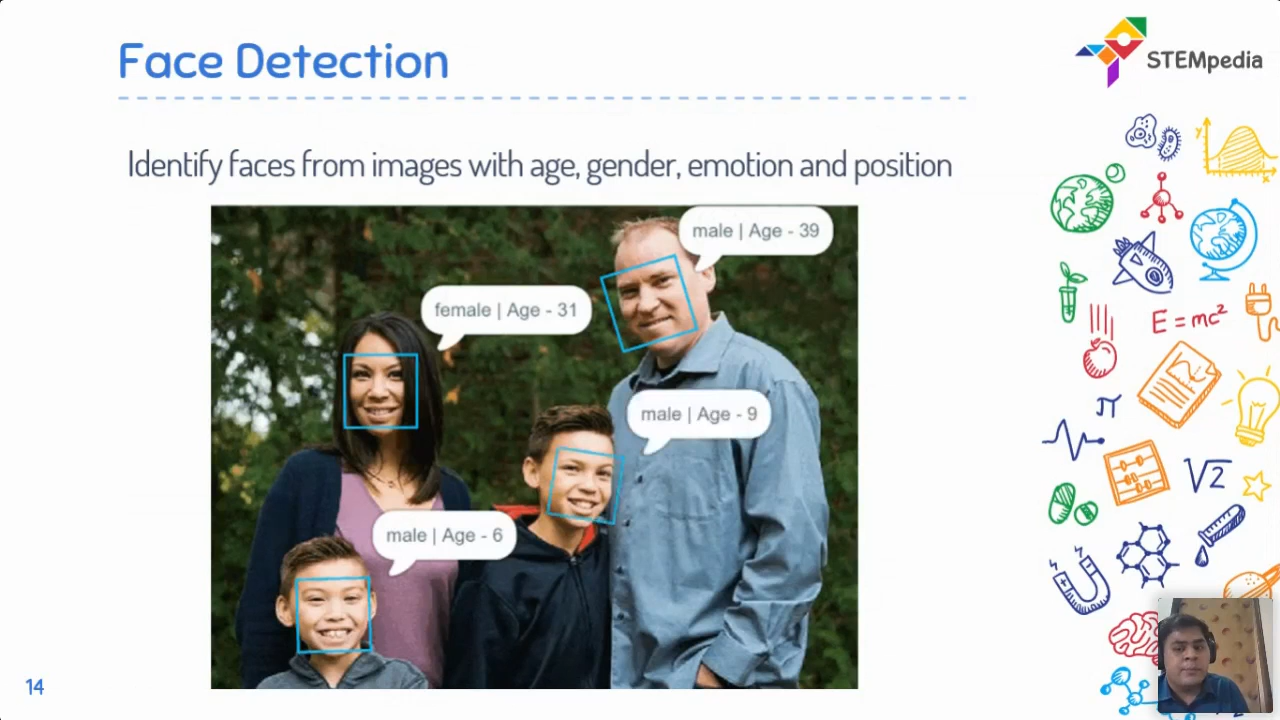 Face Detection
STEMpedia
Identify faces from images with age, gender, emotion and position
male | Age - 39
female | Age - 31
male | Age - 9
male | Age - 6
y
x
E = mc²
π
√2
14